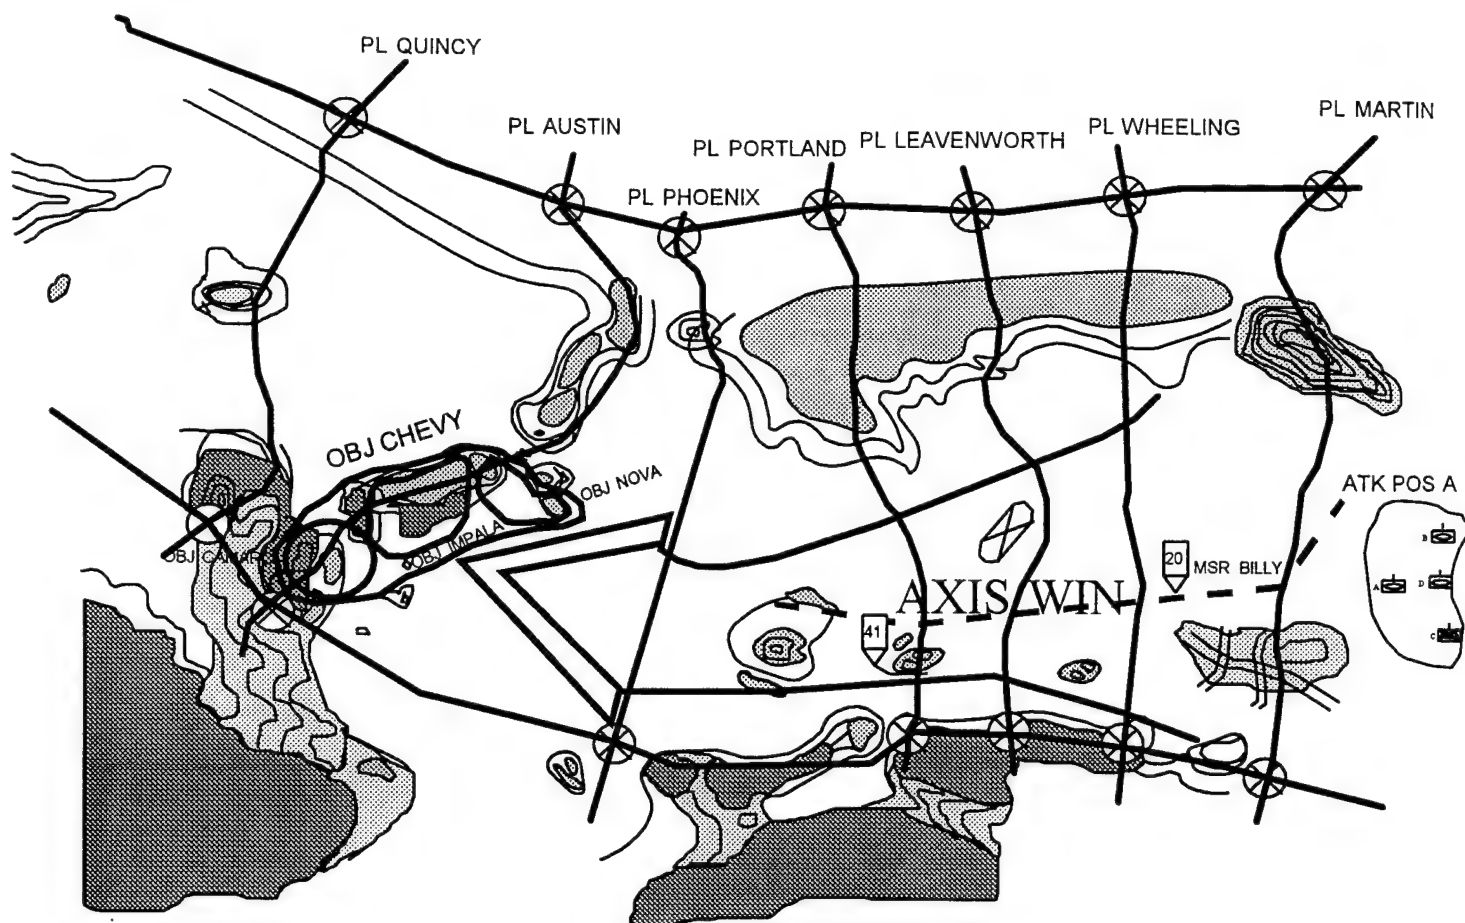 PL QUINCY
PL AUSTIN
PL PHOENIX
PL PORTLAND
PL LEAVENWORTH
PL WHEELING
PL MARTIN
OBJ CHEVY
OBJ NOVA
OBJ IMPALA
ATK POS A
B
A
D
C
20
MSR BILLY
AXIS WIN
41